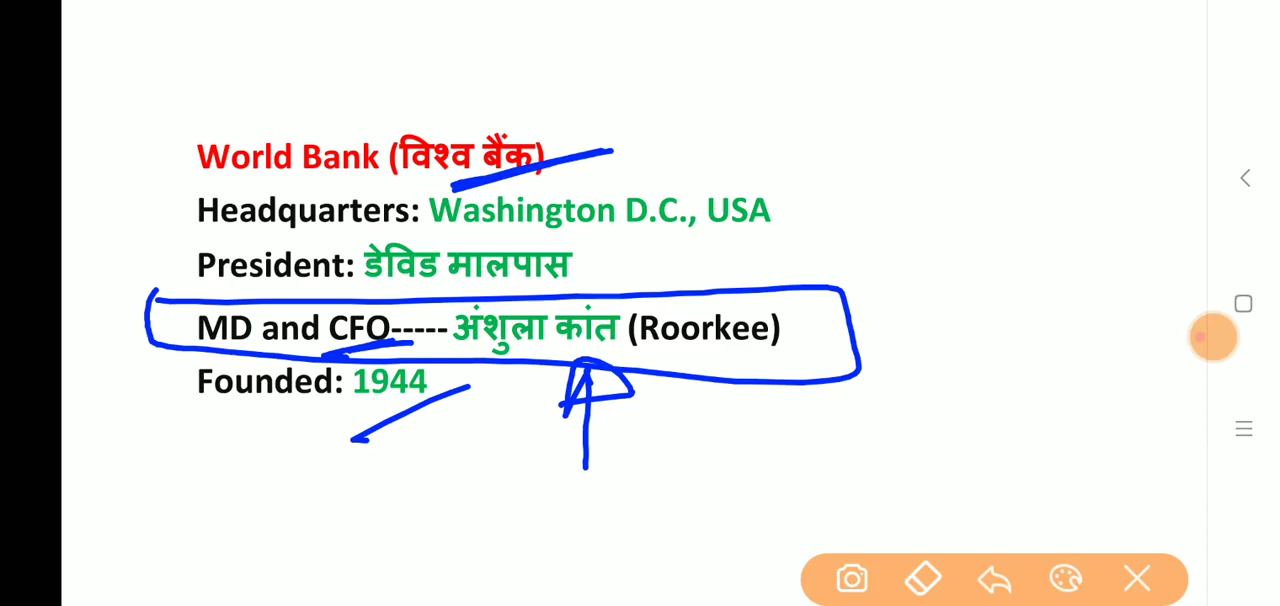 World Bank (विश्व बैंक)
Headquarters: Washington D.C., USA
President: डेविड मालपास
MD and CFO----- अंशुला कांत (Roorkee)
Founded: 1944